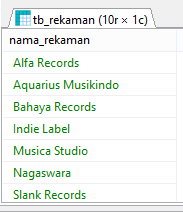 tb_rekaman (10r × 1c)
nama_rekaman
Alfa Records
Aquarius Musikindo
Bahaya Records
Indie Label
Musica Studio
Nagaswara
Slank Records